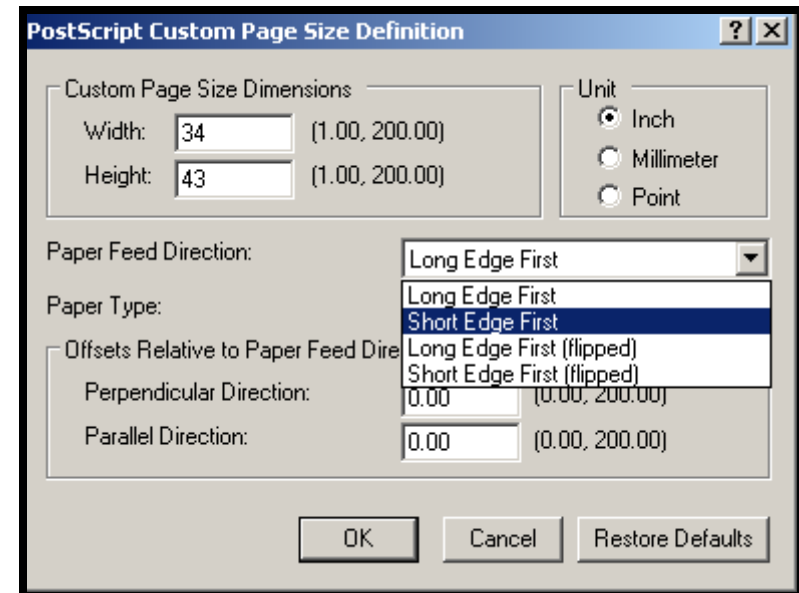 PostScript Custom Page Size Definition
Custom Page Size Dimensions
Width: 34 (1.00, 200.00)
Height: 43 (1.00, 200.00)
Unit
Inch
Millimeter
Point
Paper Feed Direction: Long Edge First
Long Edge First
Short Edge First
Long Edge First (flipped)
Short Edge First (flipped)
Paper Type:
Offsets Relative to Paper Feed Dire
Perpendicular Direction: 0.00 (0.00, 200.00)
Parallel Direction: 0.00 (0.00, 200.00)
OK Cancel Restore Defaults